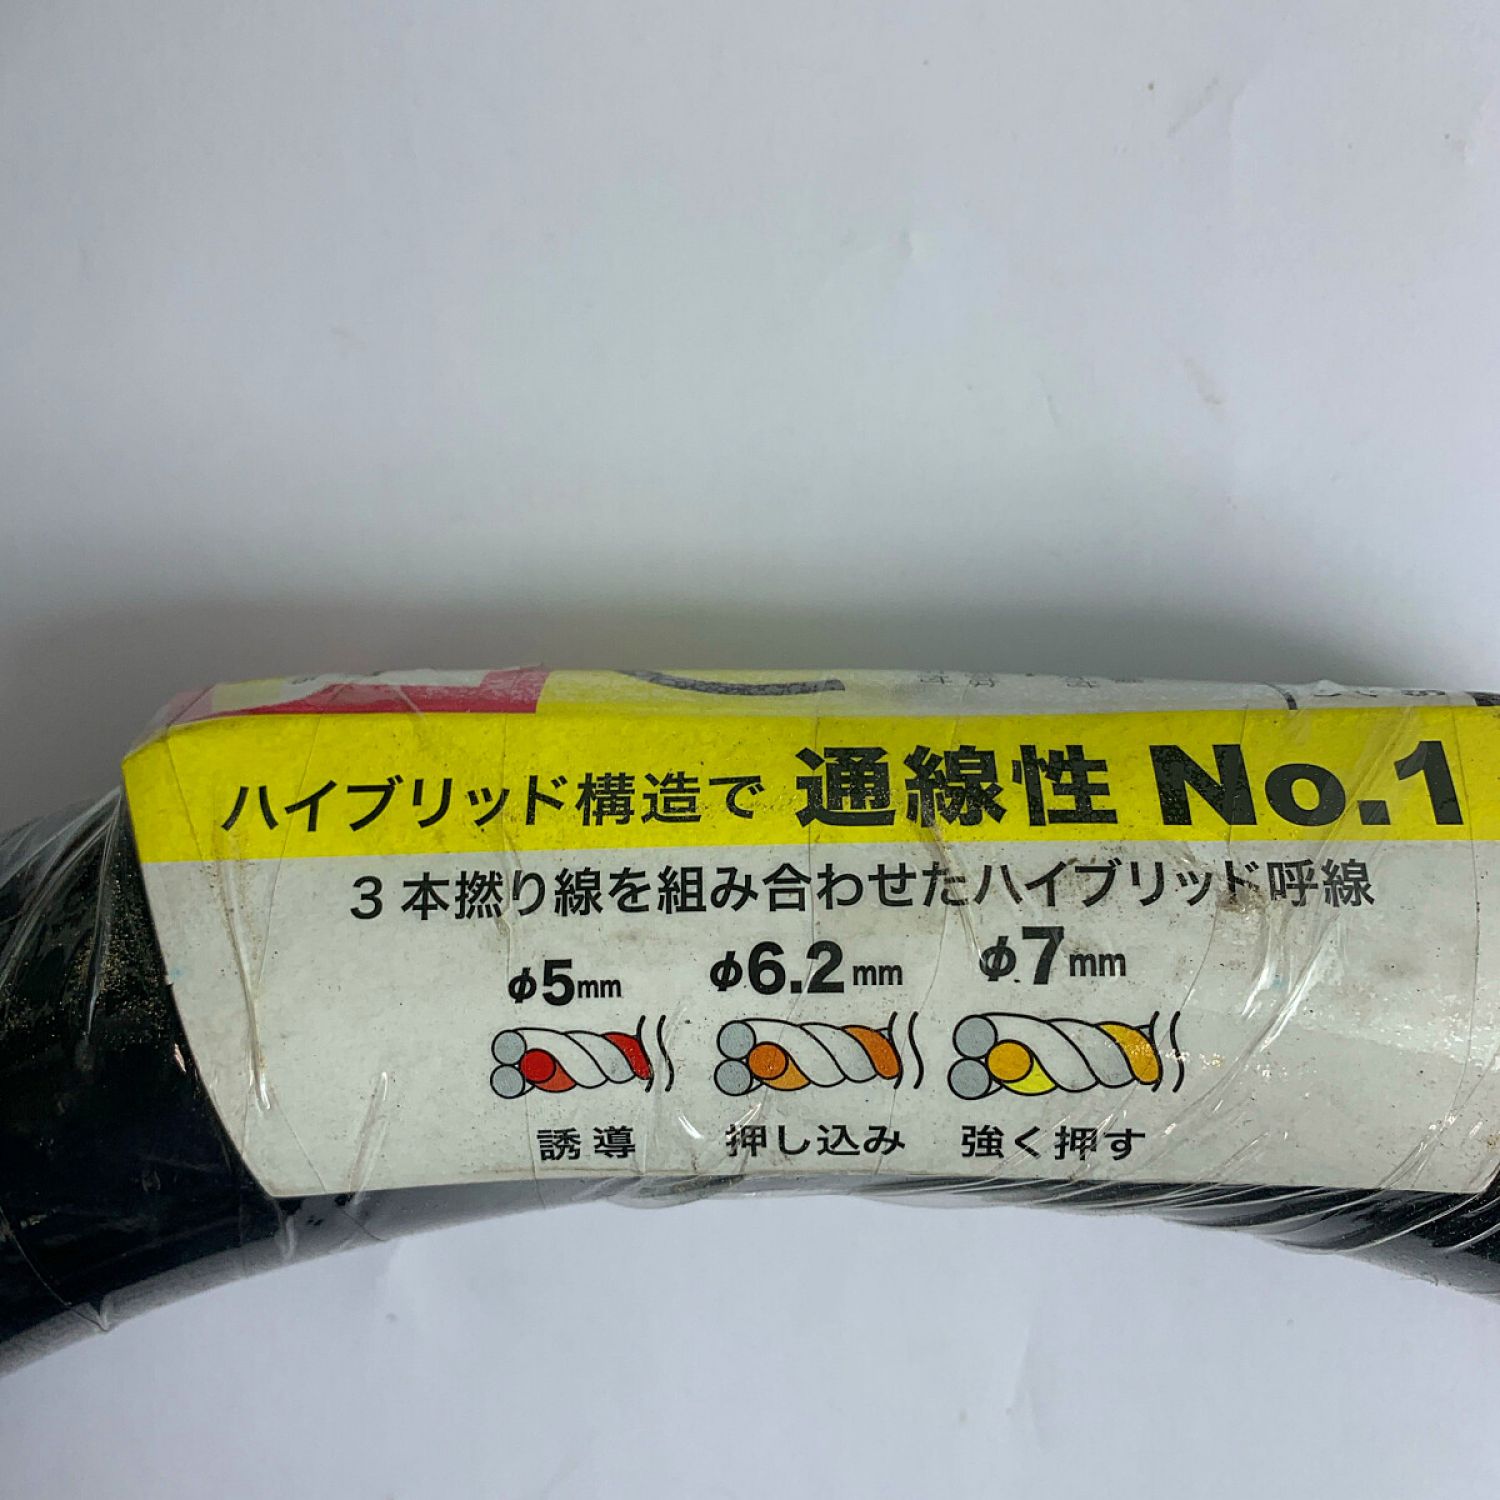 ハイブリッド構造で 通線性 No.1
3本撚り線を組み合わせたハイブリッド呼線
φ5mm φ6.2mm φ7mm
誘導 押し込み 強く押す